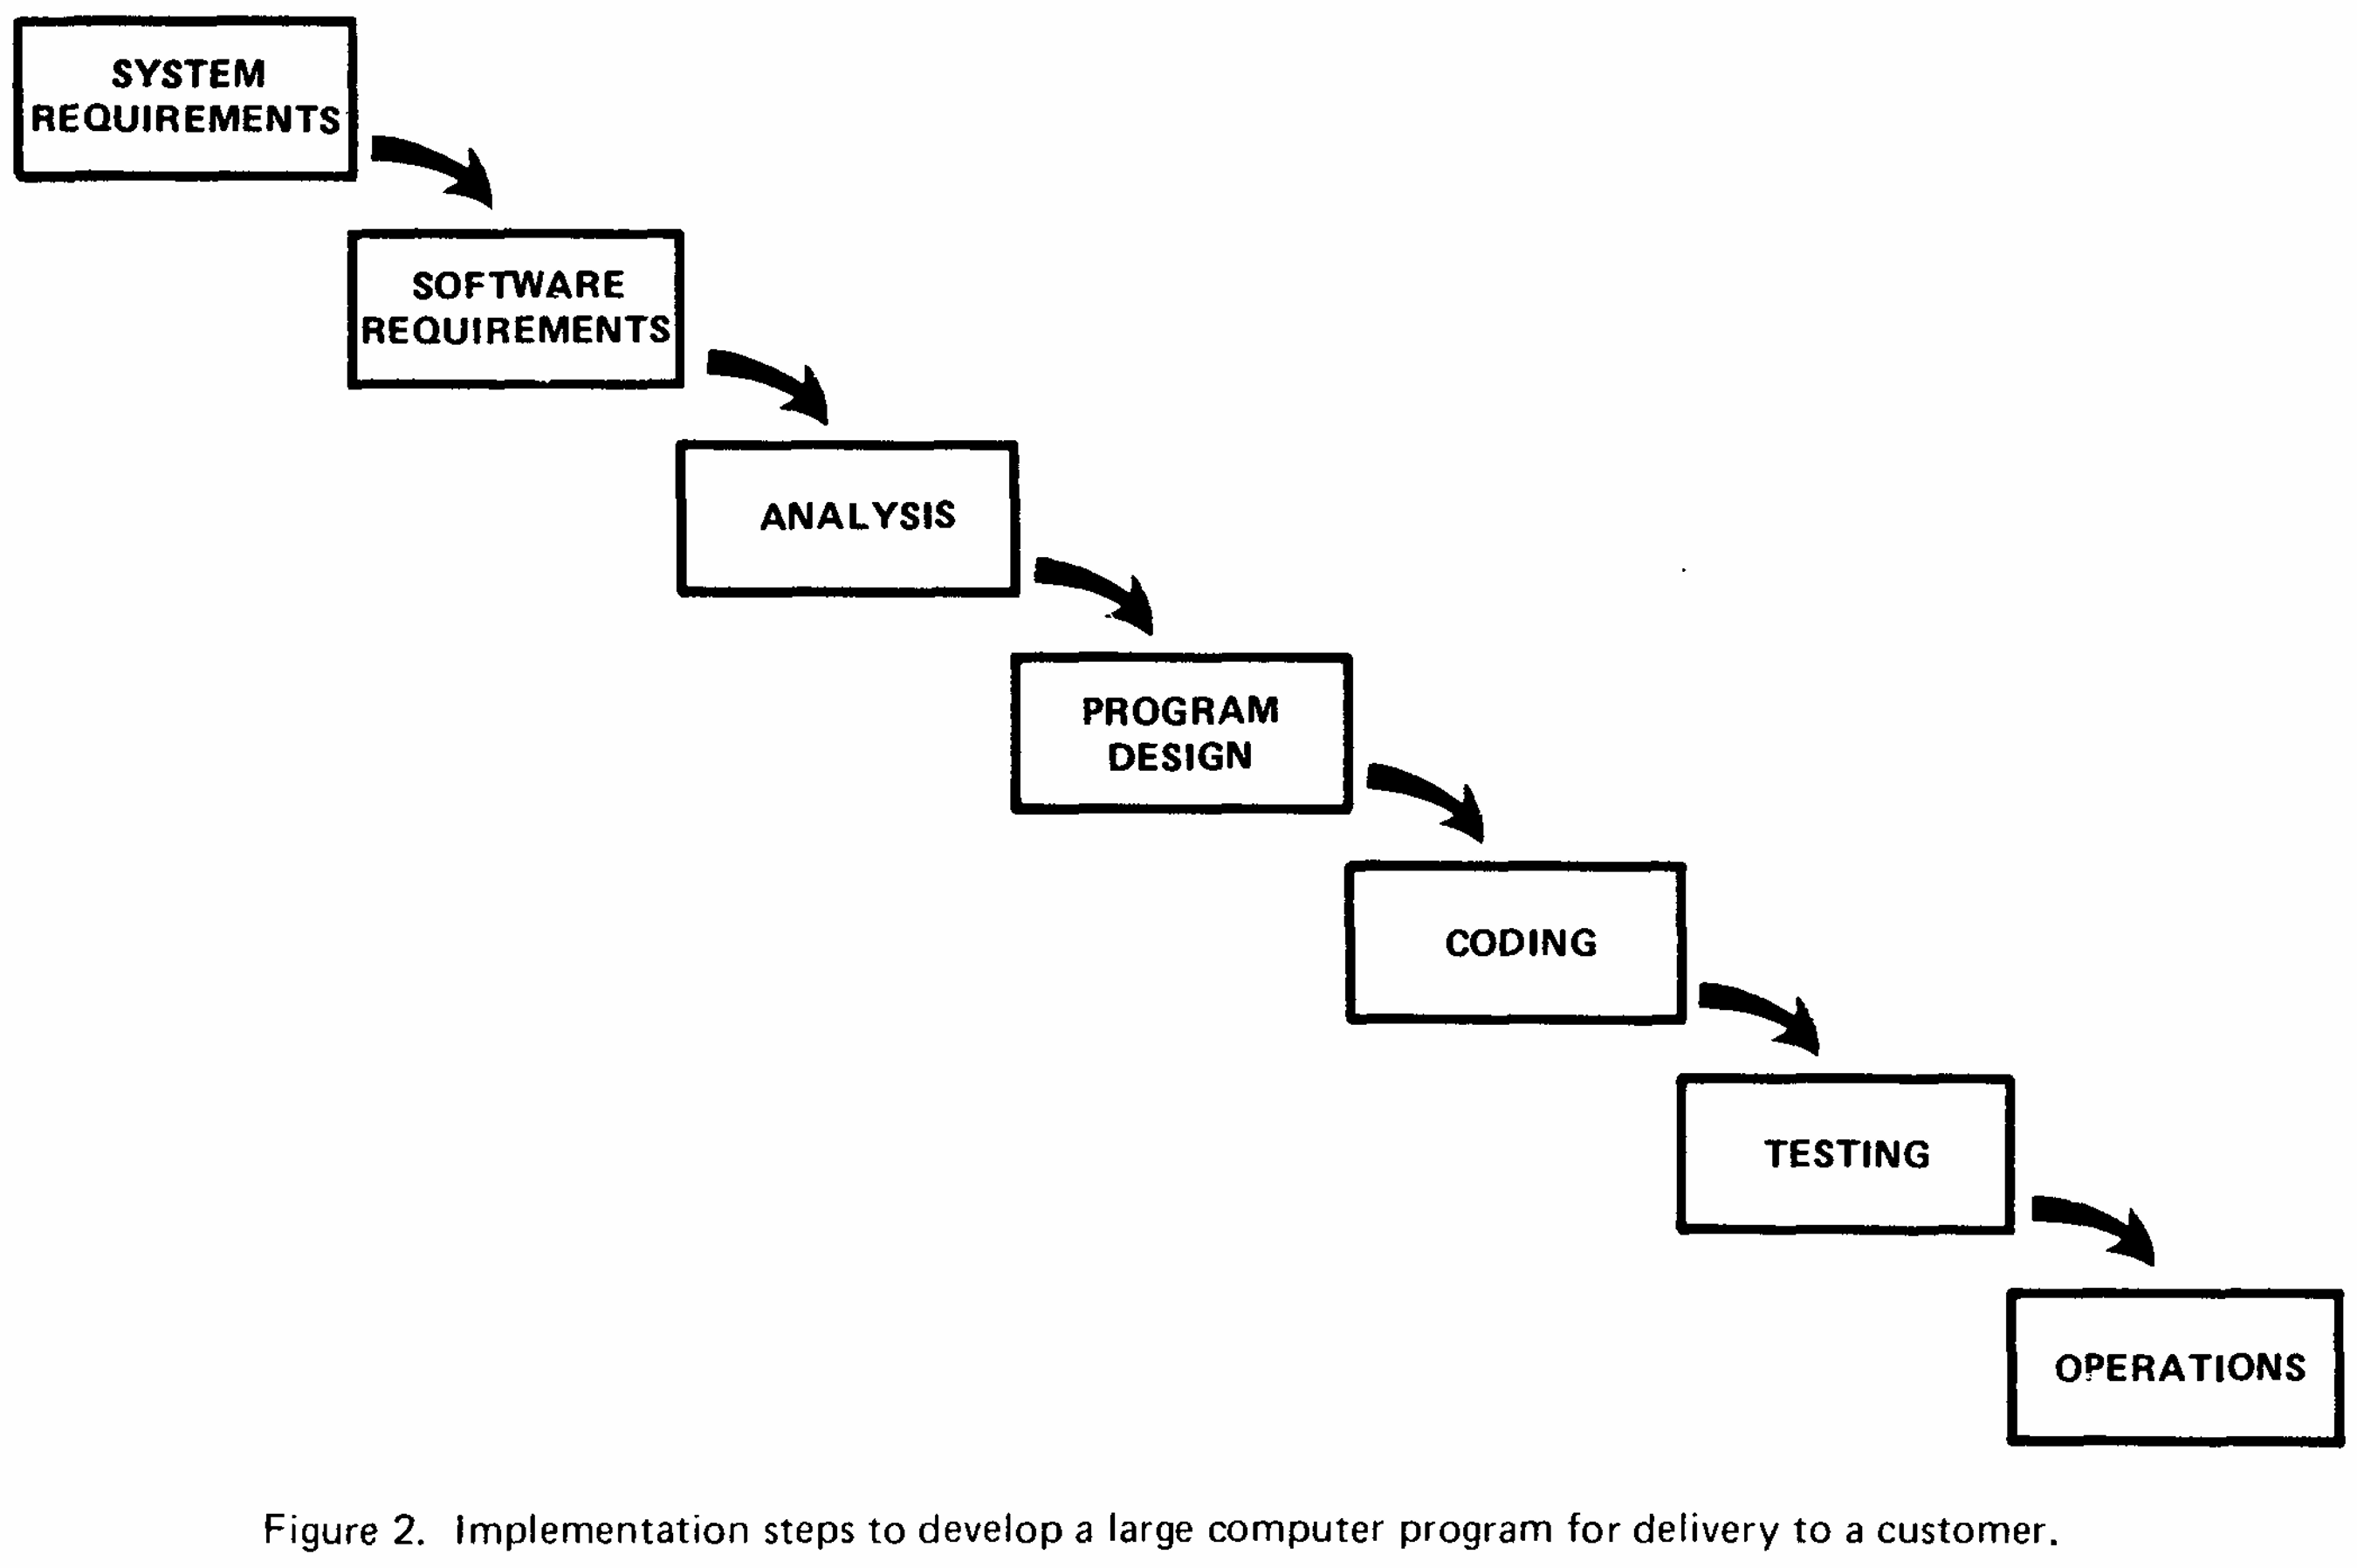 SYSTEM
REQUIREMENTS
SOFTWARE
REQUIREMENTS
ANALYSIS
PROGRAM
DESIGN
CODING
TESTING
OPERATIONS
Figure 2. Implementation steps to develop a large computer program for delivery to a customer.